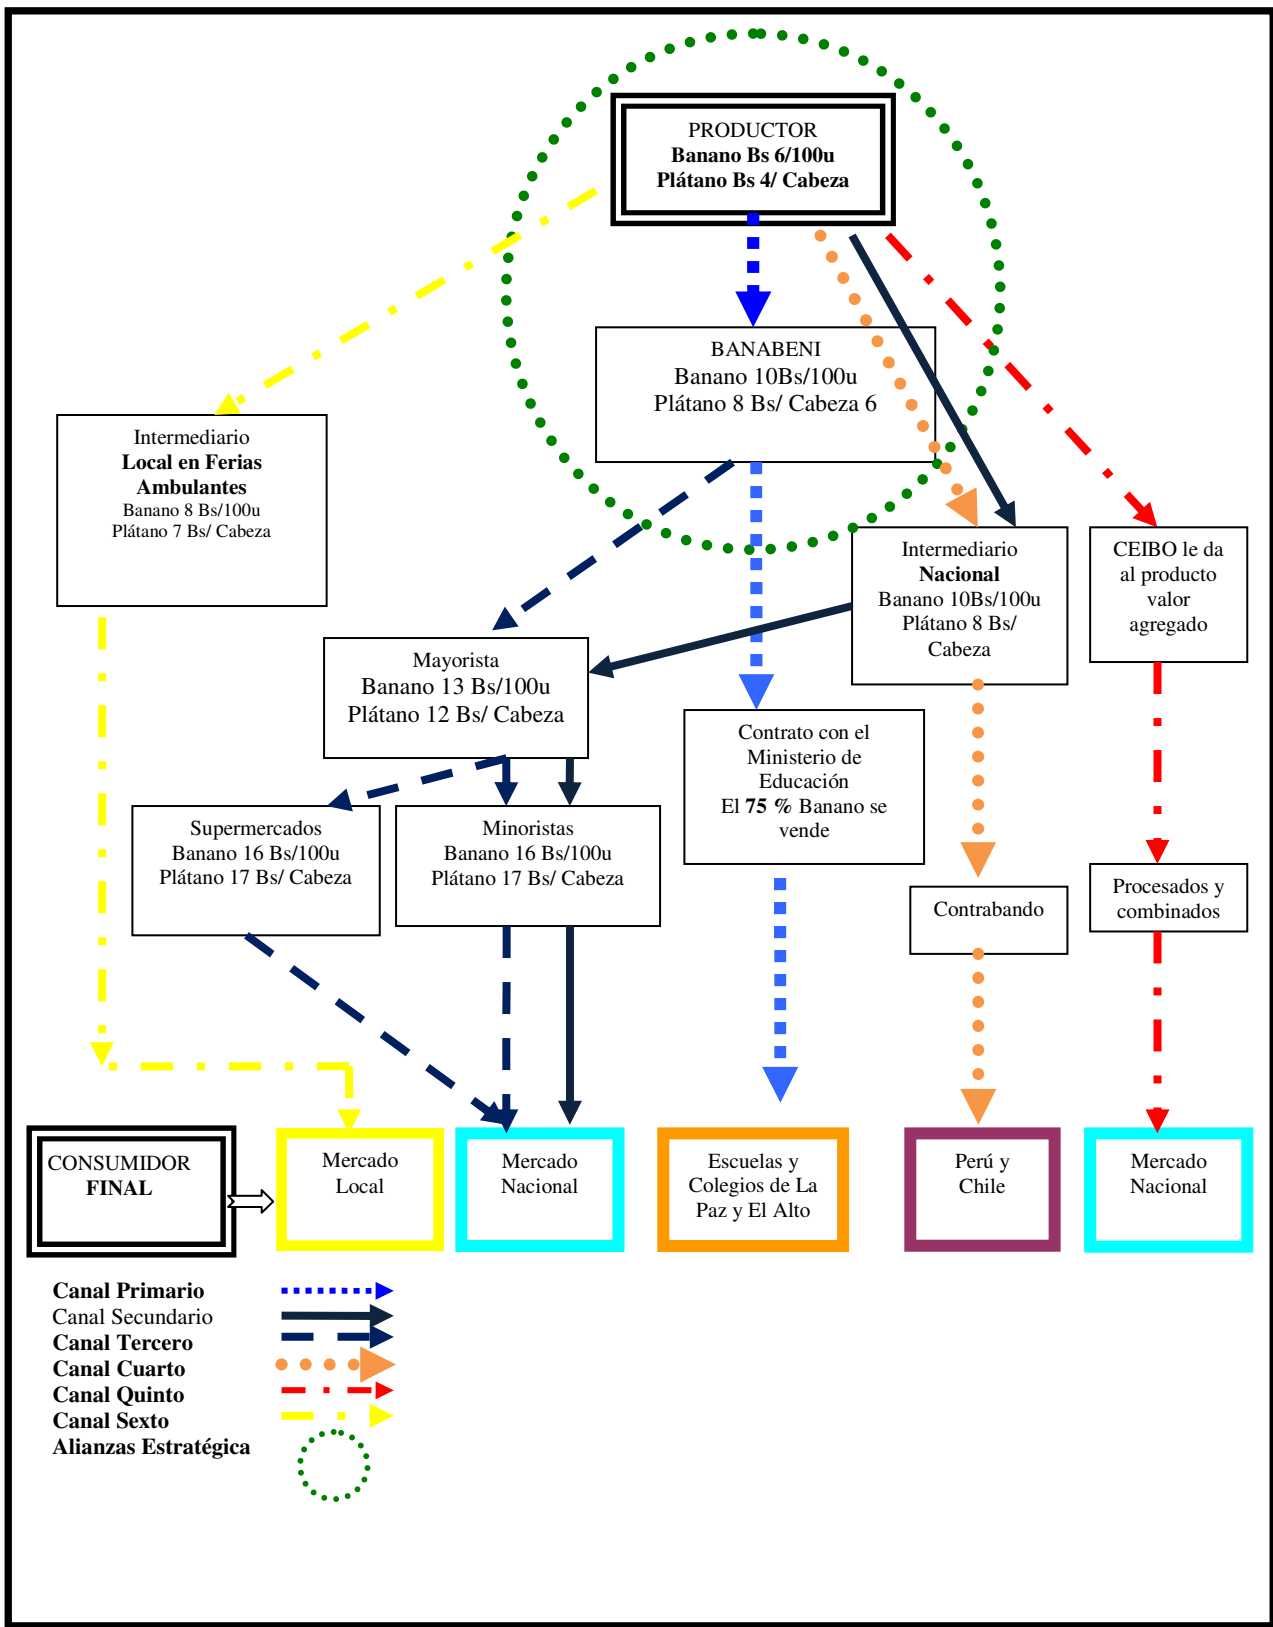 PRODUCTOR
Banano Bs 6/100u
Plátano Bs 4/ Cabeza
BANABENI
Banano 10Bs/100u
Plátano 8 Bs/ Cabeza 6
Intermediario
Local en Ferias
Ambulantes
Banano 8 Bs/100u
Plátano 7 Bs/ Cabeza
Intermediario
Nacional
Banano 10Bs/100u
Plátano 8 Bs/
Cabeza
CEIBO le da
al producto
valor
agregado
Mayorista
Banano 13 Bs/100u
Plátano 12 Bs/ Cabeza
Contrato con el
Ministerio de
Educación
El 75 % Banano se
vende
Supermercados
Banano 16 Bs/100u
Plátano 17 Bs/ Cabeza
Minoristas
Banano 16 Bs/100u
Plátano 17 Bs/ Cabeza
Contrabando
Procesados y
combinados
CONSUMIDOR
FINAL
Mercado
Local
Mercado
Nacional
Escuelas y
Colegios de La
Paz y El Alto
Perú y
Chile
Mercado
Nacional
Canal Primario
Canal Secundario
Canal Tercero
Canal Cuarto
Canal Quinto
Canal Sexto
Alianzas Estratégica